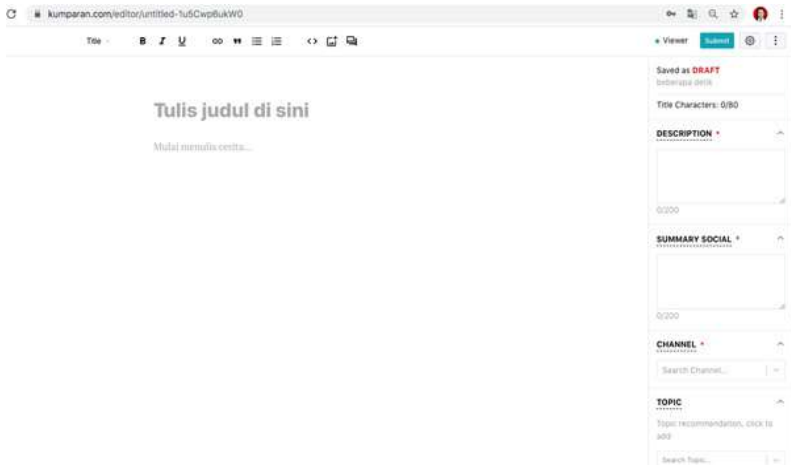 kumparan.com/editor/untitled-1u5Cwp6ukW0
Title B I U
Viewer Submit
Saved as DRAFT
beberapa detik
Title Characters: 0/80
Tulis judul di sini
Mulai menulis cerita...
DESCRIPTION *
0/200
SUMMARY SOCIAL *
0/200
CHANNEL *
Search Channel...
TOPIC
Topic recommendation, click to
add
Search Topic...